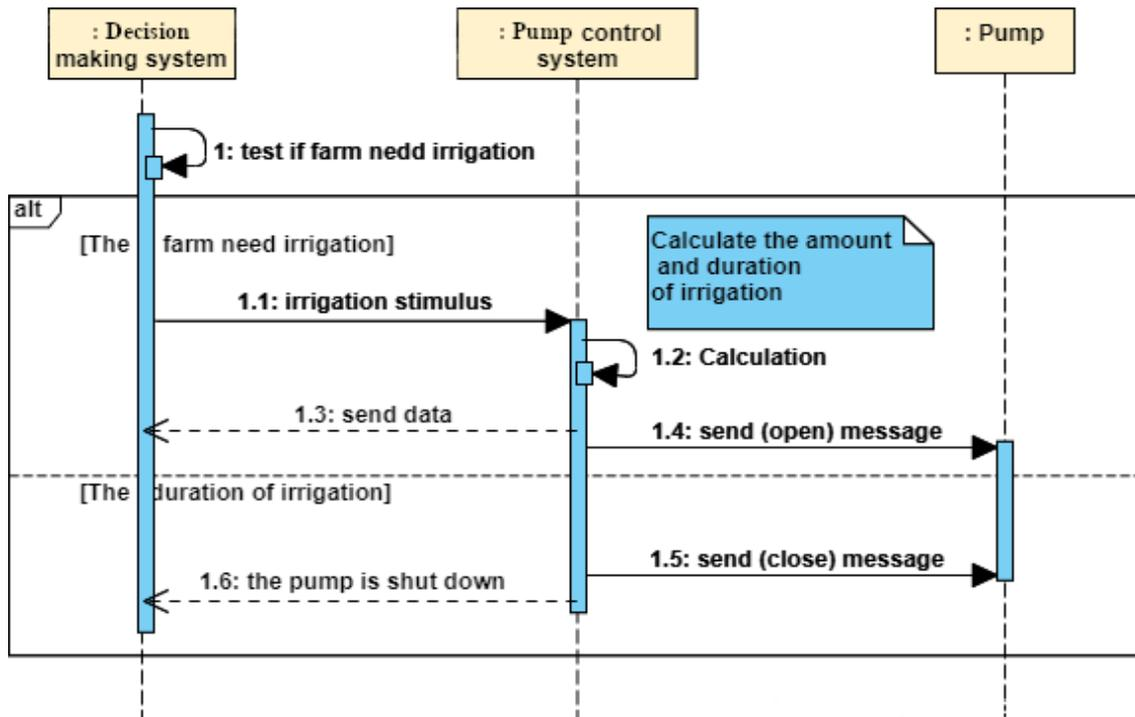 : Decision
making system
: Pump control
system
: Pump
1: test if farm nedd irrigation
alt
[The farm need irrigation]
Calculate the amount
and duration
of irrigation
1.1: irrigation stimulus
1.2: Calculation
1.3: send data
1.4: send (open) message
[The duration of irrigation]
1.5: send (close) message
1.6: the pump is shut down